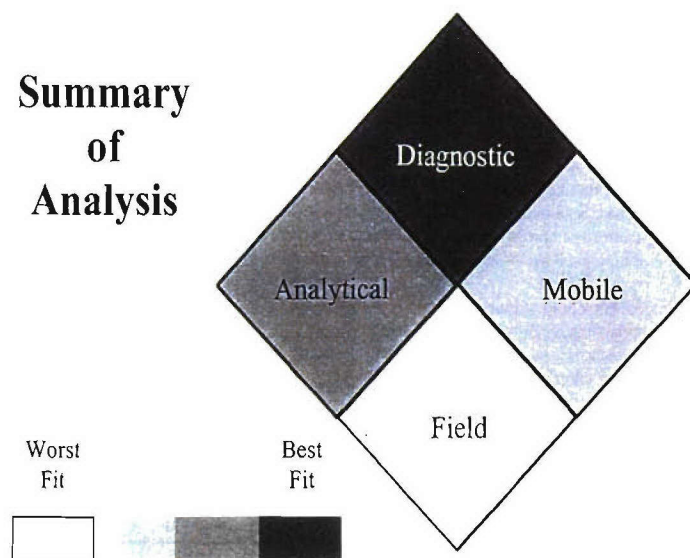 Summary
of
Analysis
Diagnostic
Analytical
Mobile
Field
Worst
Fit
Best
Fit